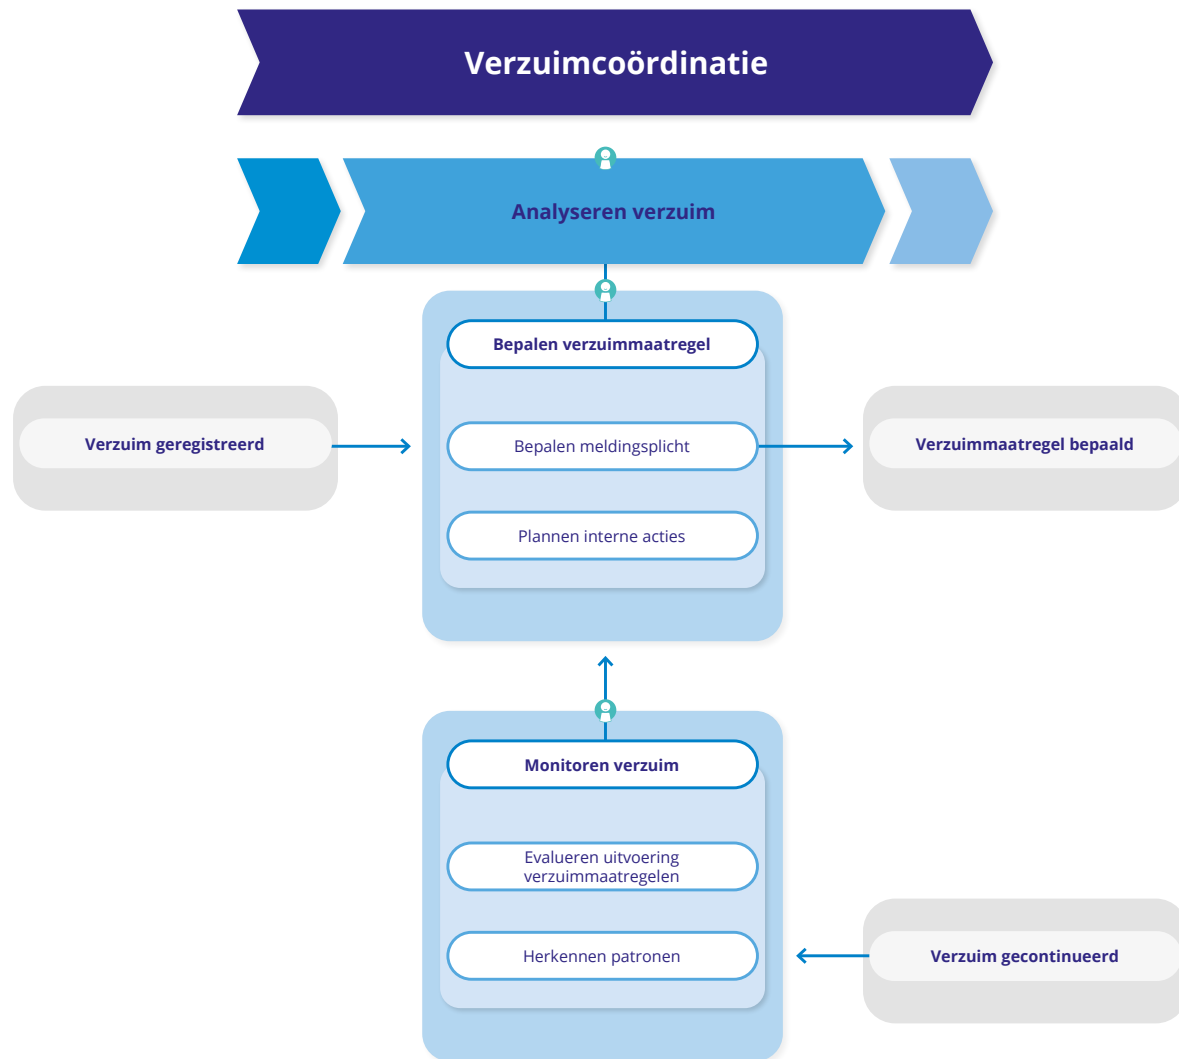 Verzuimcoördinatie
Analyseren verzuim
Bepalen verzuimmaatregel
Verzuim geregistreerd
Bepalen meldingsplicht
Verzuimmaatregel bepaald
Plannen interne acties
Monitoren verzuim
Evalueren uitvoering
verzuimmaatregelen
Herkennen patronen
Verzuim gecontinueerd